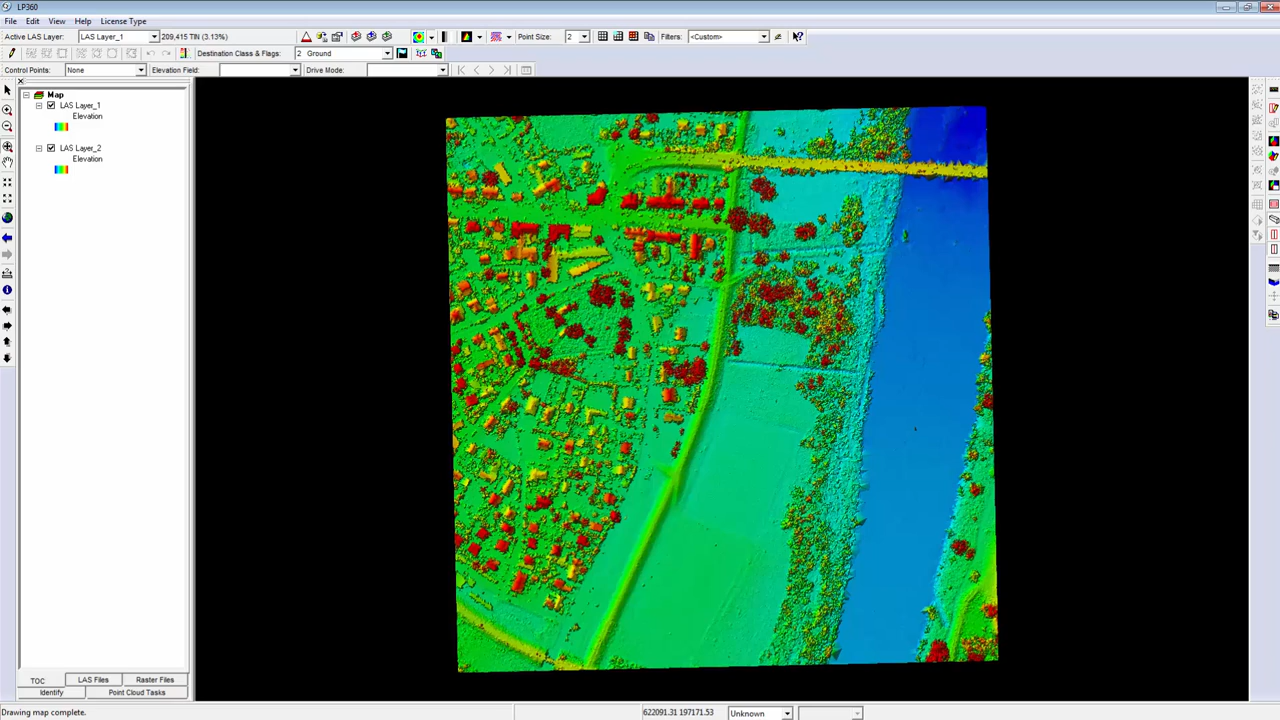 LP360
File Edit View Help License Type
Active LAS Layer: LAS Layer_1 209,415 TIN (3.13%) Point Size: 2 Filters: <Custom>
Destination Class & Flags: 2 Ground
Control Points: None Elevation Field: Drive Mode:
Map
LAS Layer_1
Elevation
LAS Layer_2
Elevation
TOC LAS Files Raster Files
Identify Point Cloud Tasks
Drawing map complete. 622091.31 197171.53 Unknown